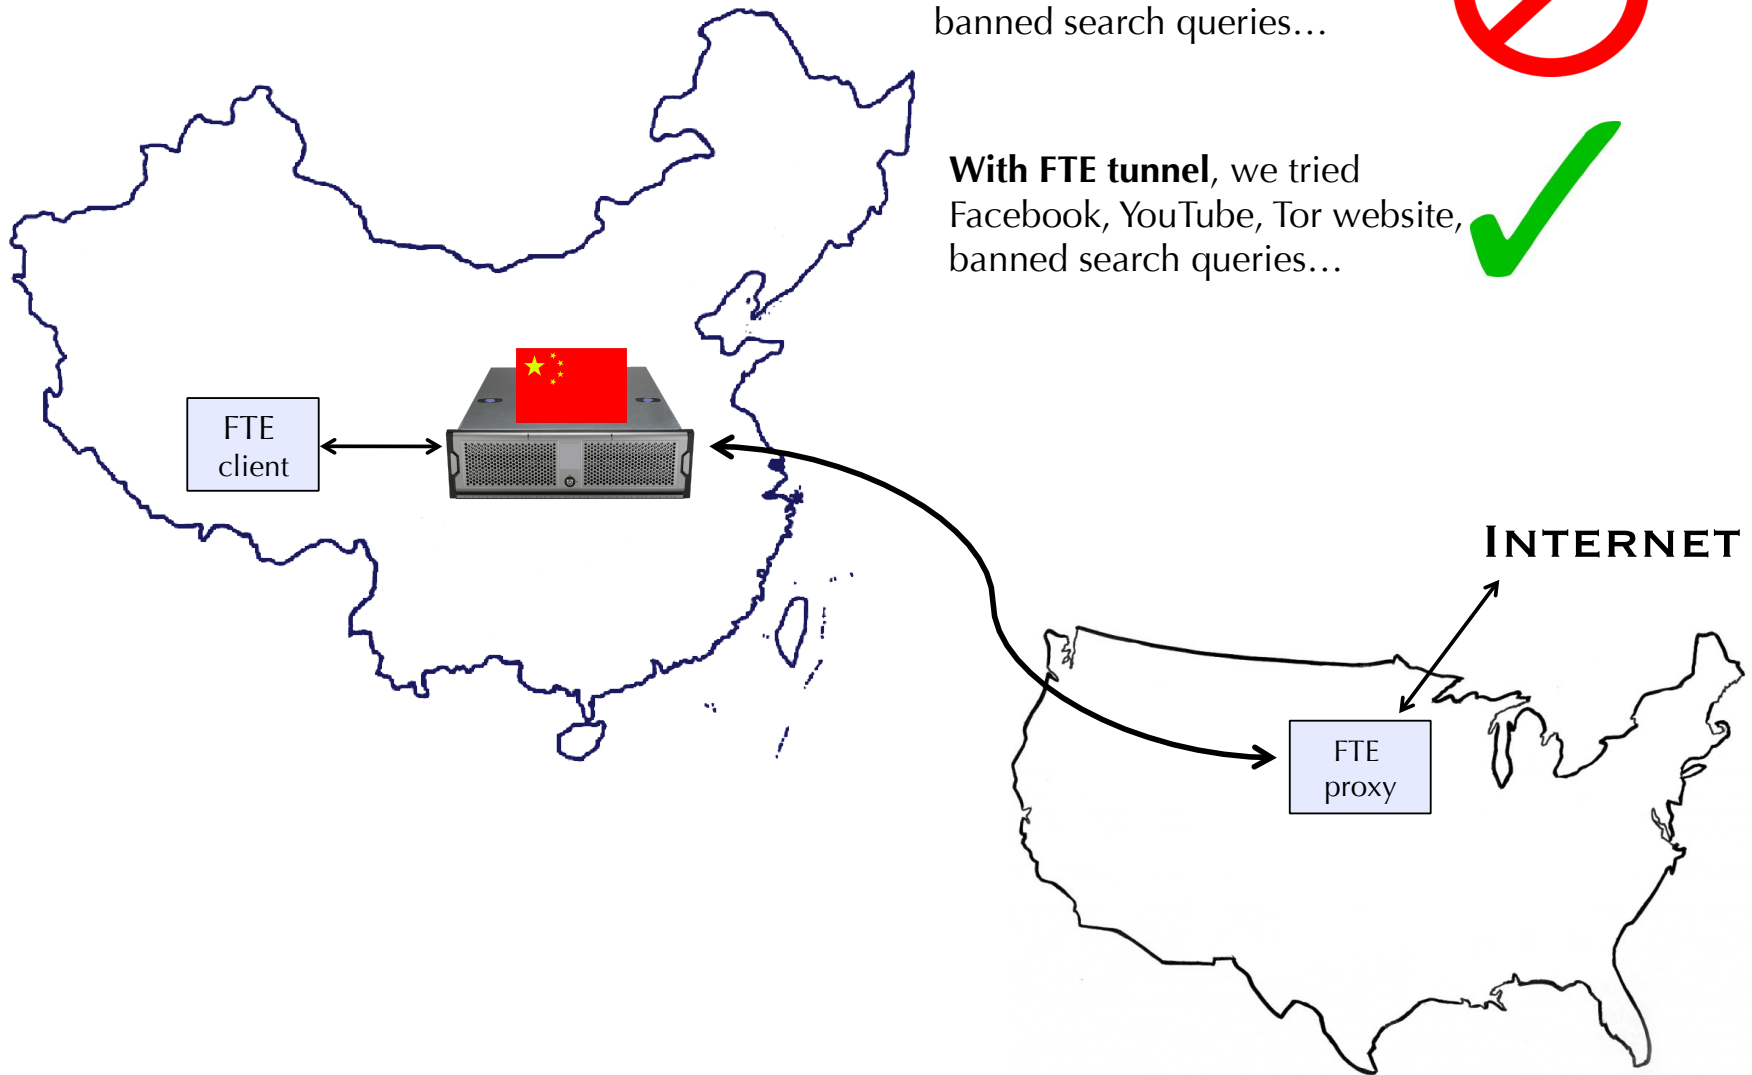 banned search queries…
With FTE tunnel, we tried
Facebook, YouTube, Tor website,
banned search queries…
FTE
client
INTERNET
FTE
proxy